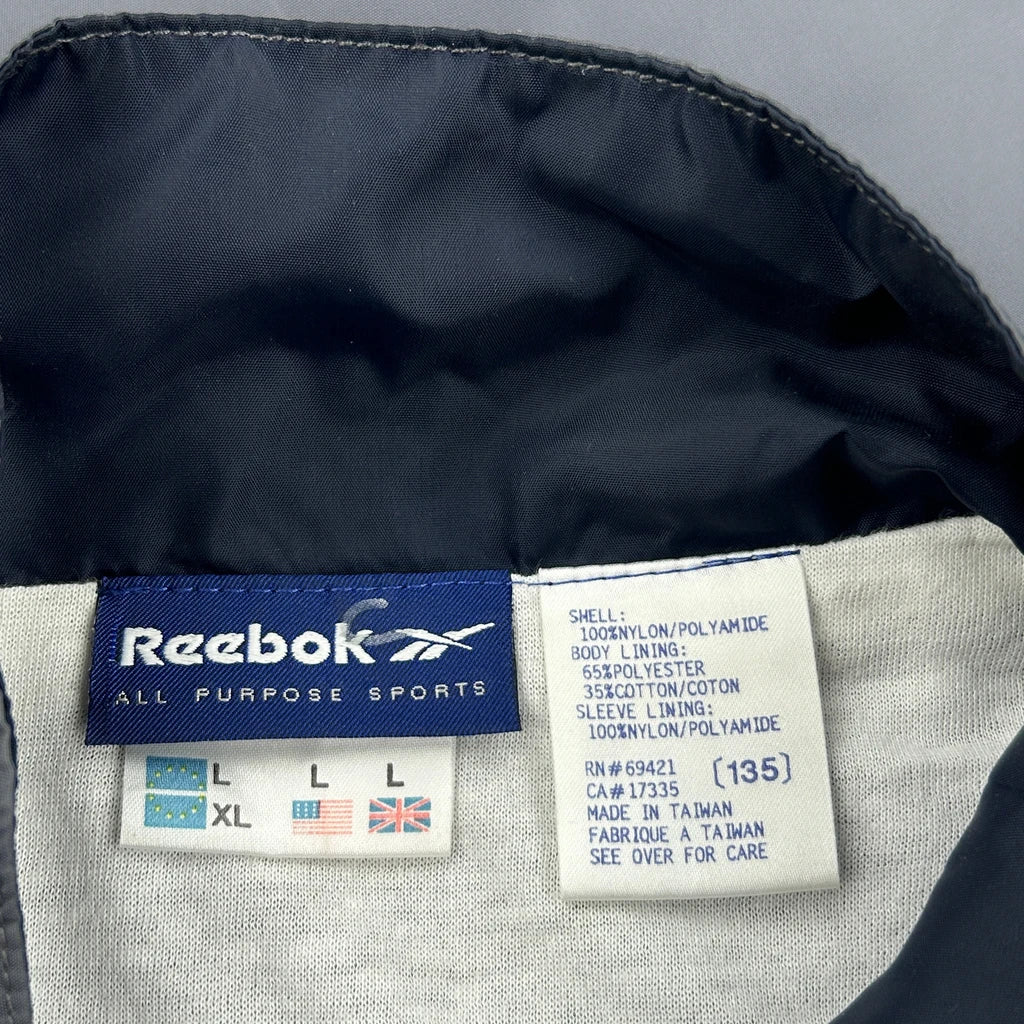 Reebok
ALL PURPOSE SPORTS
L L L
XL
SHELL:
100%NYLON/POLYAMIDE
BODY LINING:
65%POLYESTER
35%COTTON/COTON
SLEEVE LINING:
100%NYLON/POLYAMIDE
RN#69421 [135]
CA#17335
MADE IN TAIWAN
FABRIQUE A TAIWAN
SEE OVER FOR CARE